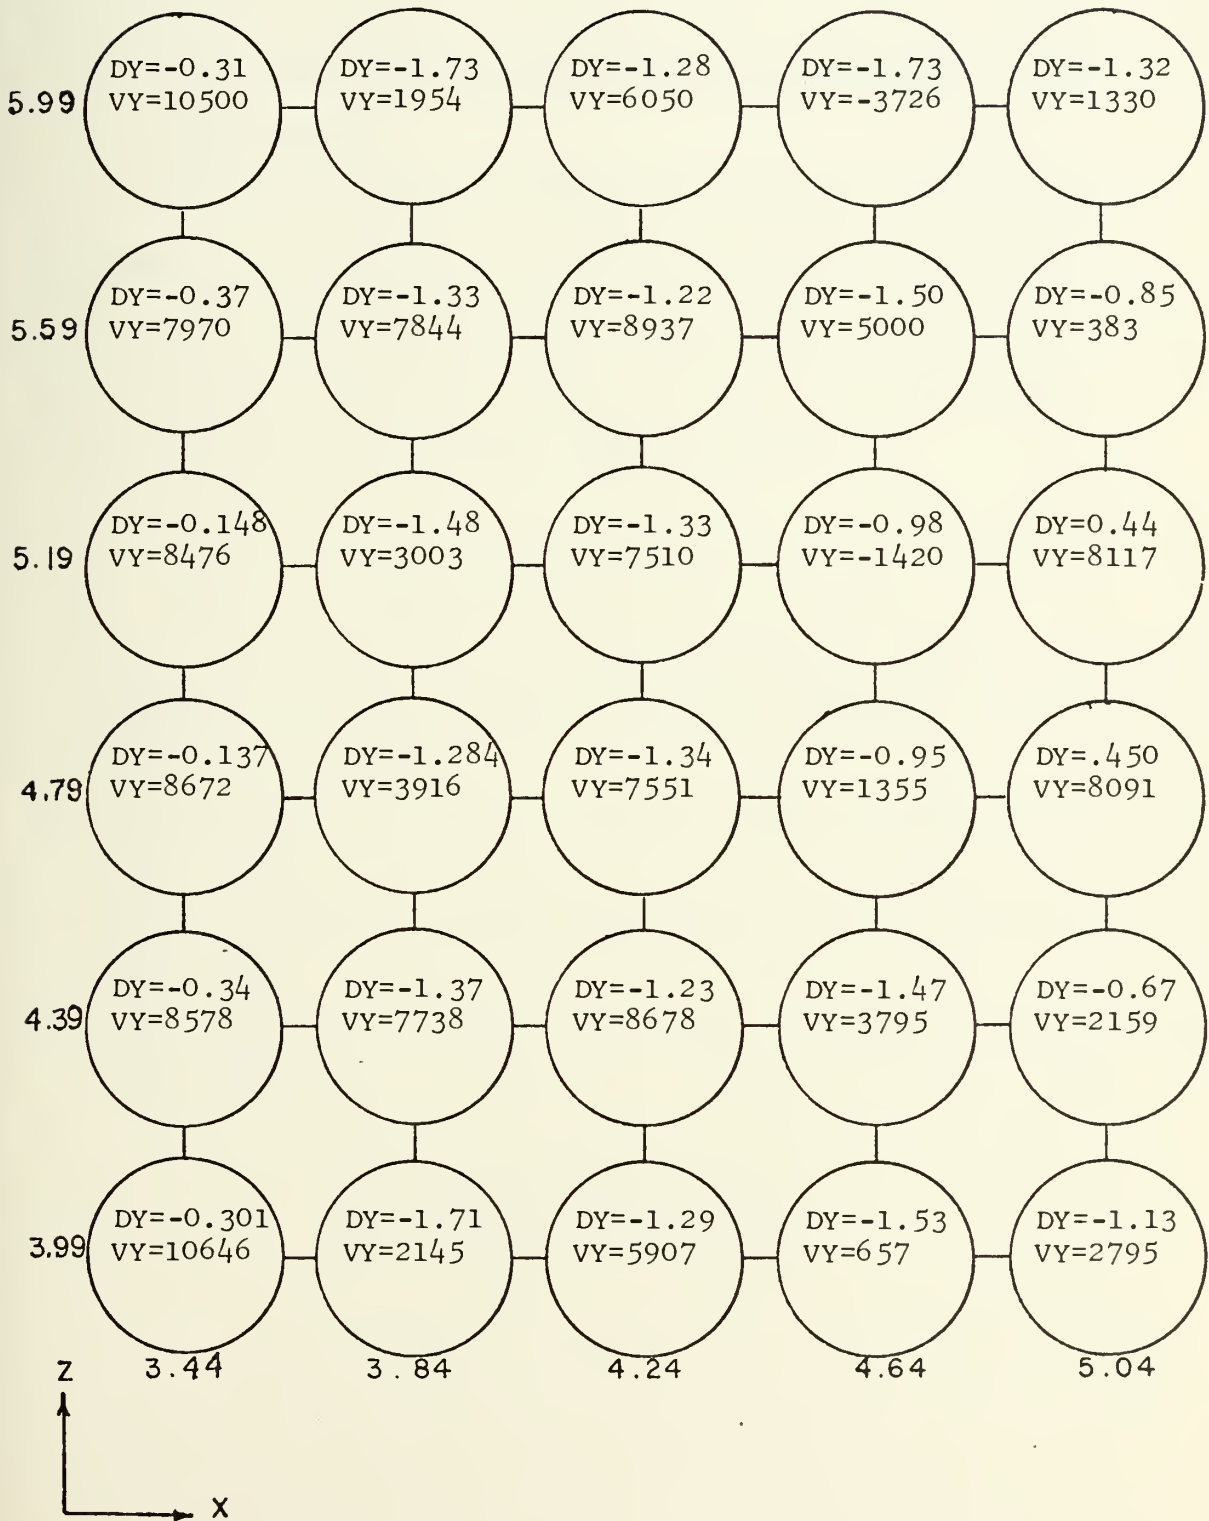 5.99
DY=-0.31
VY=10500
DY=-1.73
VY=1954
DY=-1.28
VY=6050
DY=-1.73
VY=-3726
DY=-1.32
VY=1330
5.59
DY=-0.37
VY=7970
DY=-1.33
VY=7844
DY=-1.22
VY=8937
DY=-1.50
VY=5000
DY=-0.85
VY=383
5.19
DY=-0.148
VY=8476
DY=-1.48
VY=3003
DY=-1.33
VY=7510
DY=-0.98
VY=-1420
DY=0.44
VY=8117
4.79
DY=-0.137
VY=8672
DY=-1.284
VY=3916
DY=-1.34
VY=7551
DY=-0.95
VY=1355
DY=.450
VY=8091
4.39
DY=-0.34
VY=8578
DY=-1.37
VY=7738
DY=-1.23
VY=8678
DY=-1.47
VY=3795
DY=-0.67
VY=2159
3.99
DY=-0.301
VY=10646
DY=-1.71
VY=2145
DY=-1.29
VY=5907
DY=-1.53
VY=657
DY=-1.13
VY=2795
3.44 3.84 4.24 4.64 5.04
Z
X